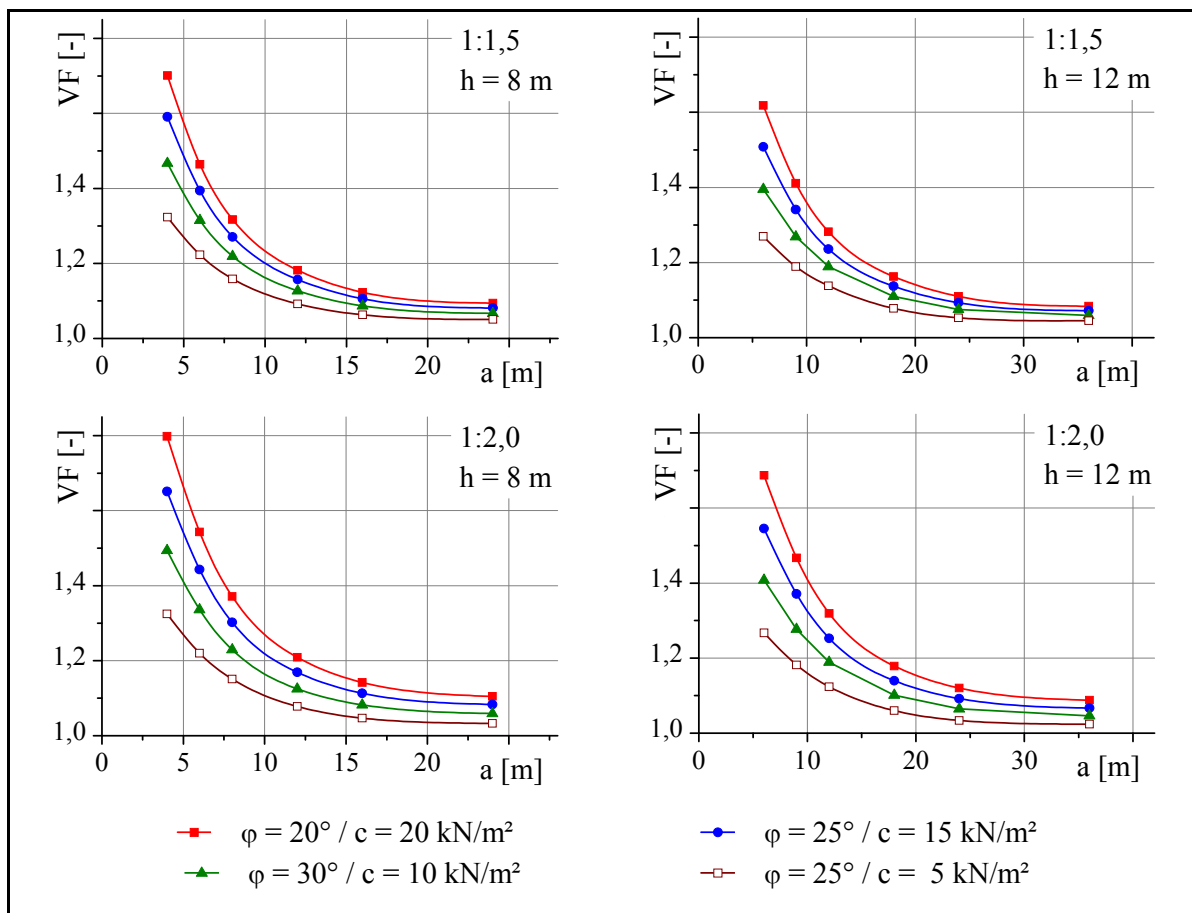 VF [-]
1:1,5
h = 8 m
1,4
1,2
1,0
0 5 10 15 20
a [m]
VF [-]
1:1,5
h = 12 m
1,4
1,2
1,0
0 10 20 30
a [m]
VF [-]
1:2,0
h = 8 m
1,4
1,2
1,0
0 5 10 15 20
a [m]
VF [-]
1:2,0
h = 12 m
1,4
1,2
1,0
0 10 20 30
a [m]
φ = 20° / c = 20 kN/m²
φ = 25° / c = 15 kN/m²
φ = 30° / c = 10 kN/m²
φ = 25° / c = 5 kN/m²